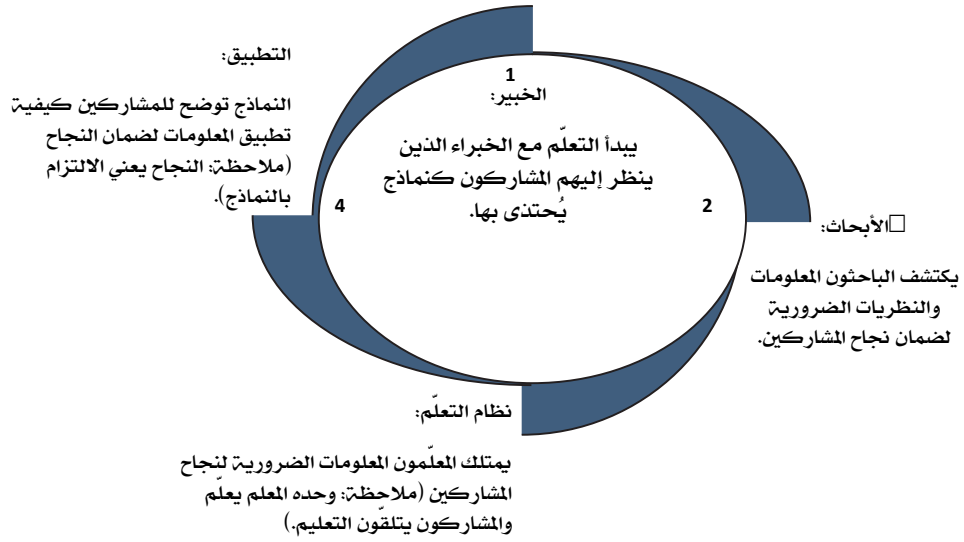 1
الخبير:
يبدأ التعلّم مع الخبراء الذين
ينظر إليهم المشاركون كنماذج
يُحتذى بها.
2
□الأبحاث:
يكتشف الباحثون المعلومات
والنظريات الضرورية
لضمان نجاح المشاركين.
نظام التعلّم:
يمتلك المعلّمون المعلومات الضرورية لنجاح
المشاركين (ملاحظة: وحده المعلم يعلّم
والمشاركون يتلقّون التعليم.)
4
التطبيق:
النماذج توضح للمشاركين كيفية
تطبيق المعلومات لضمان النجاح
(ملاحظة: النجاح يعني الالتزام
بالنماذج).